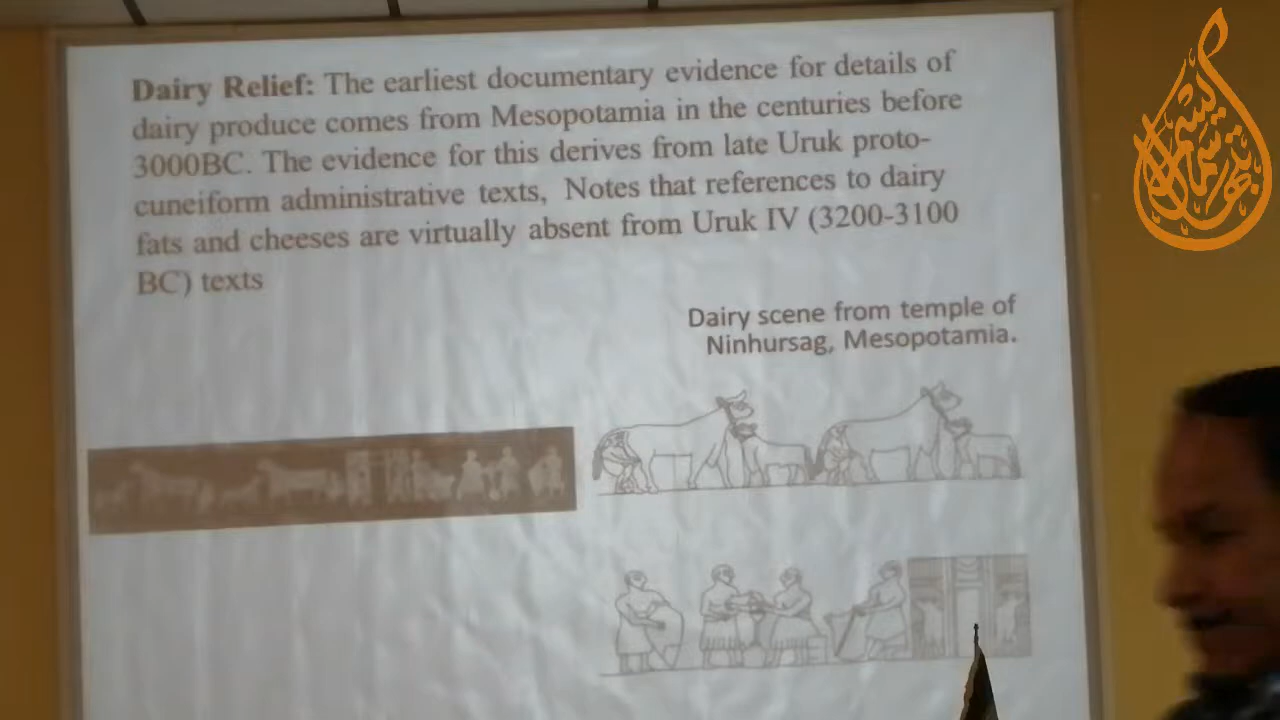 Dairy Relief: The earliest documentary evidence for details of
dairy produce comes from Mesopotamia in the centuries before
3000BC. The evidence for this derives from late Uruk proto-
cuneiform administrative texts, Notes that references to dairy
fats and cheeses are virtually absent from Uruk IV (3200-3100
BC) texts
Dairy scene from temple of
Ninhursag, Mesopotamia.